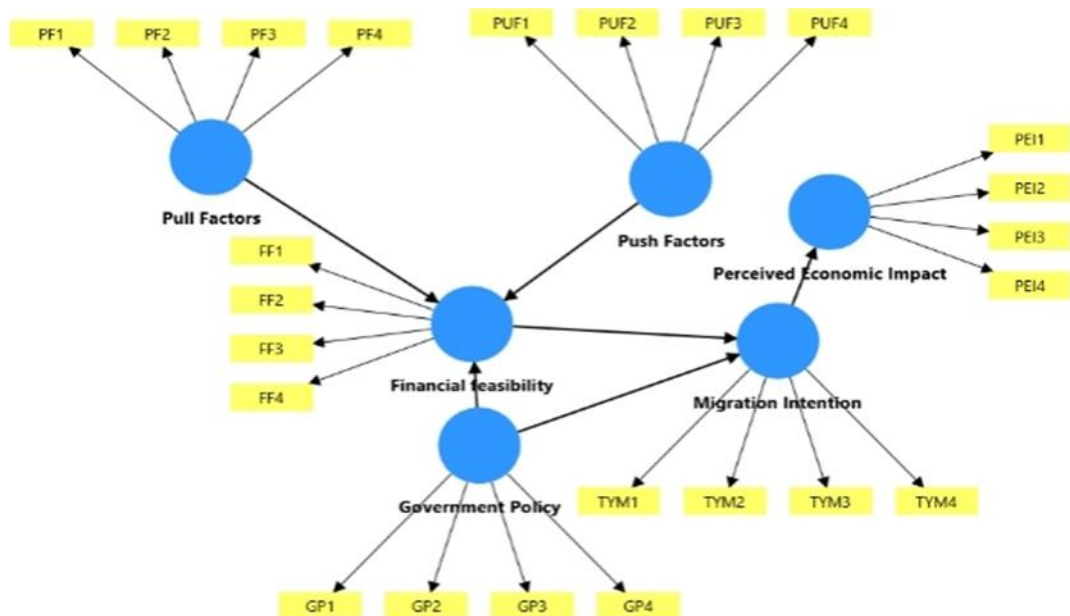 PF1
PF2
PF3
PF4
PUF1
PUF2
PUF3
PUF4
Pull Factors
Push Factors
PEI1
PEI2
PEI3
PEI4
Perceived Economic Impact
FF1
FF2
FF3
FF4
Financial feasibility
Migration Intention
Government Policy
TYM1
TYM2
TYM3
TYM4
GP1
GP2
GP3
GP4